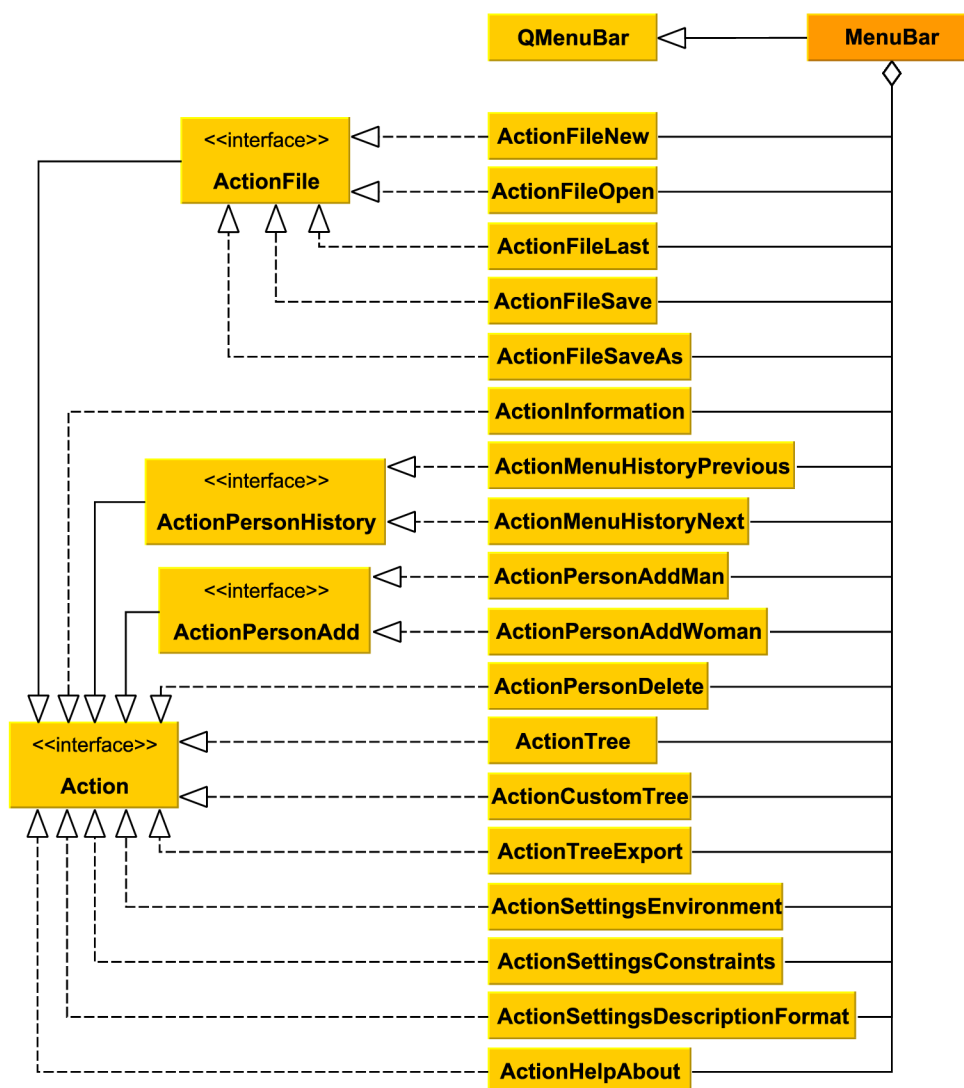 QMenuBar
MenuBar
<<interface>>
ActionFile
ActionFileNew
ActionFileOpen
ActionFileLast
ActionFileSave
ActionFileSaveAs
ActionInformation
<<interface>>
ActionPersonHistory
ActionMenuHistoryPrevious
ActionMenuHistoryNext
<<interface>>
ActionPersonAdd
ActionPersonAddMan
ActionPersonAddWoman
ActionPersonDelete
<<interface>>
Action
ActionTree
ActionCustomTree
ActionTreeExport
ActionSettingsEnvironment
ActionSettingsConstraints
ActionSettingsDescriptionFormat
ActionHelpAbout